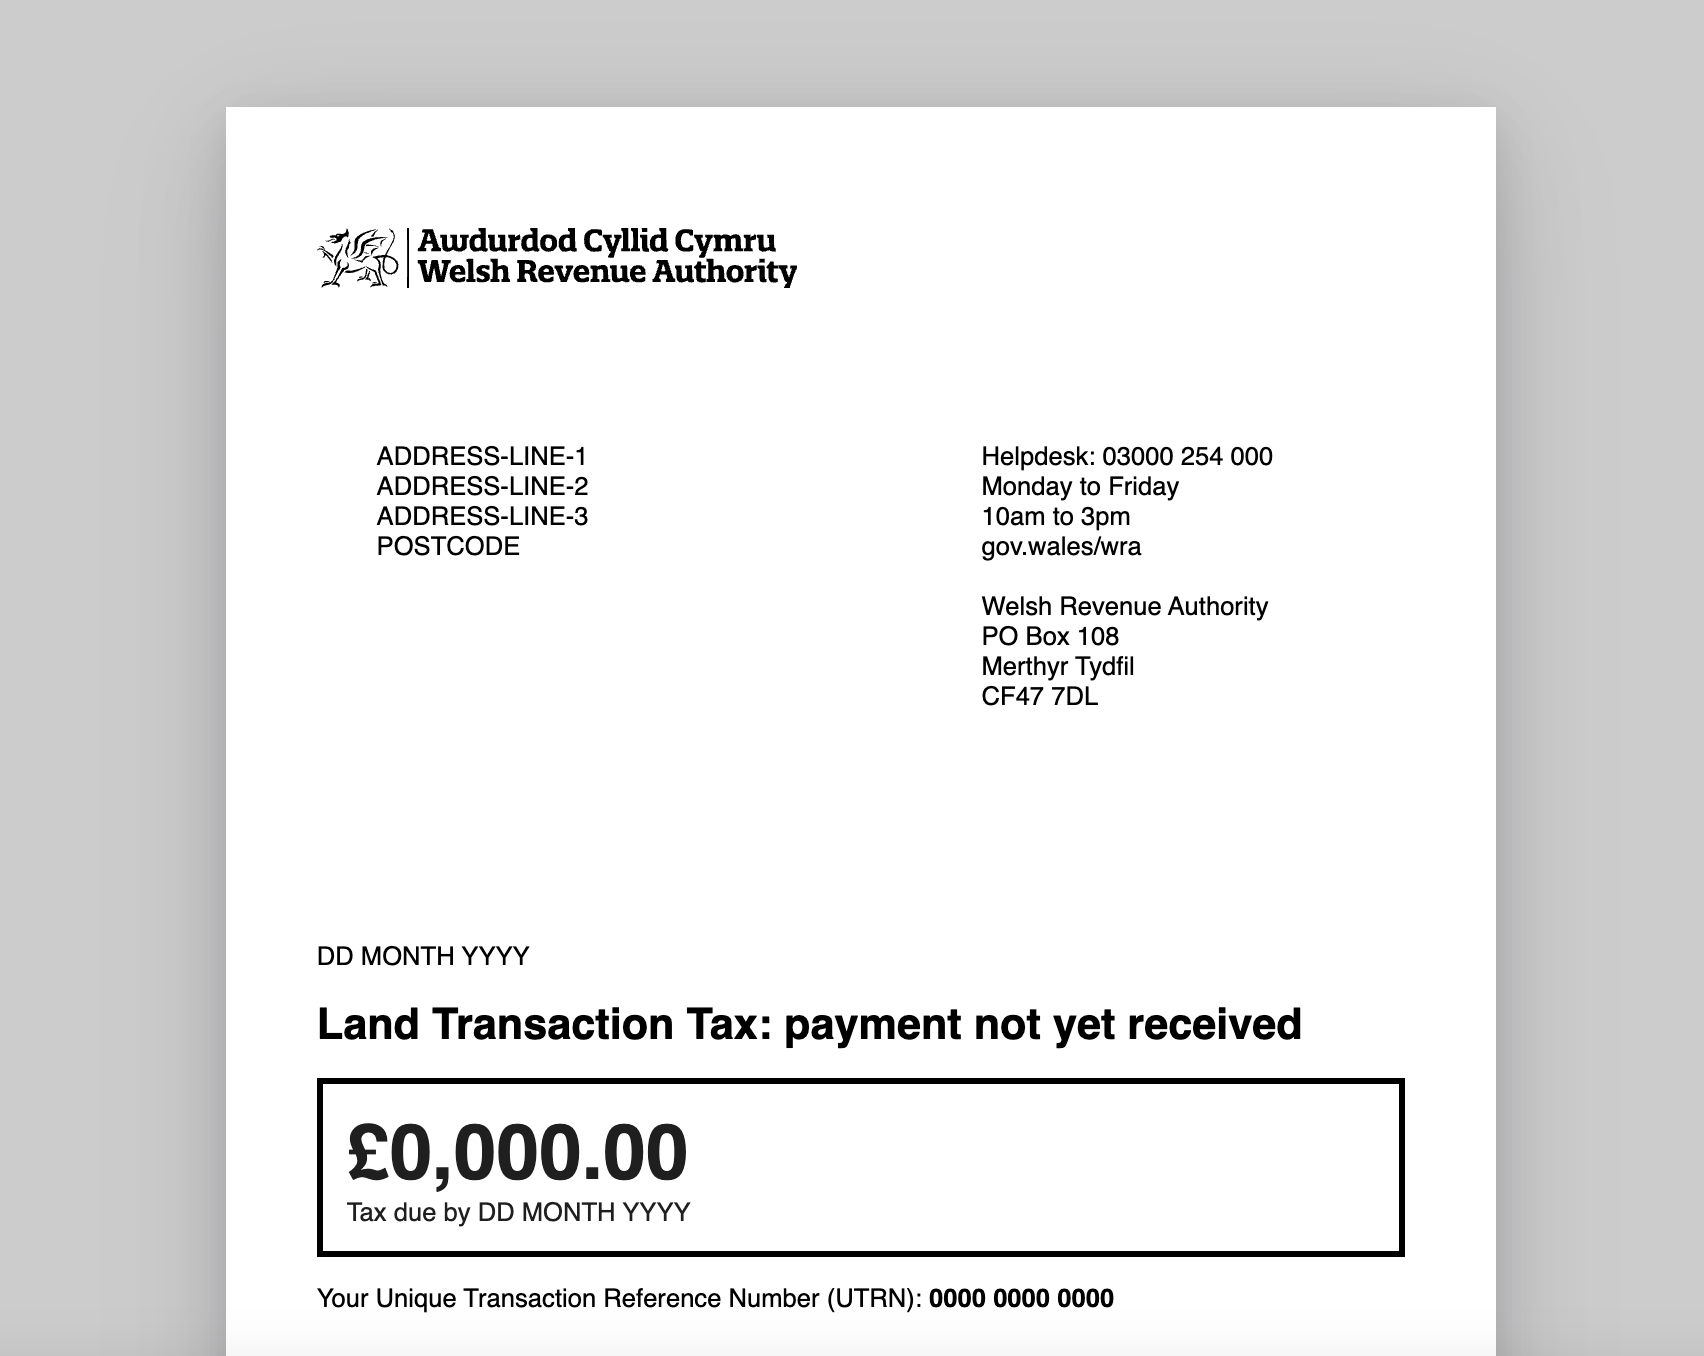 Awdurdod Cyllid Cymru
Welsh Revenue Authority
ADDRESS-LINE-1
ADDRESS-LINE-2
ADDRESS-LINE-3
POSTCODE
Helpdesk: 03000 254 000
Monday to Friday
10am to 3pm
gov.wales/wra
Welsh Revenue Authority
PO Box 108
Merthyr Tydfil
CF47 7DL
DD MONTH YYYY
Land Transaction Tax: payment not yet received
£0,000.00
Tax due by DD MONTH YYYY
Your Unique Transaction Reference Number (UTRN): 0000 0000 0000